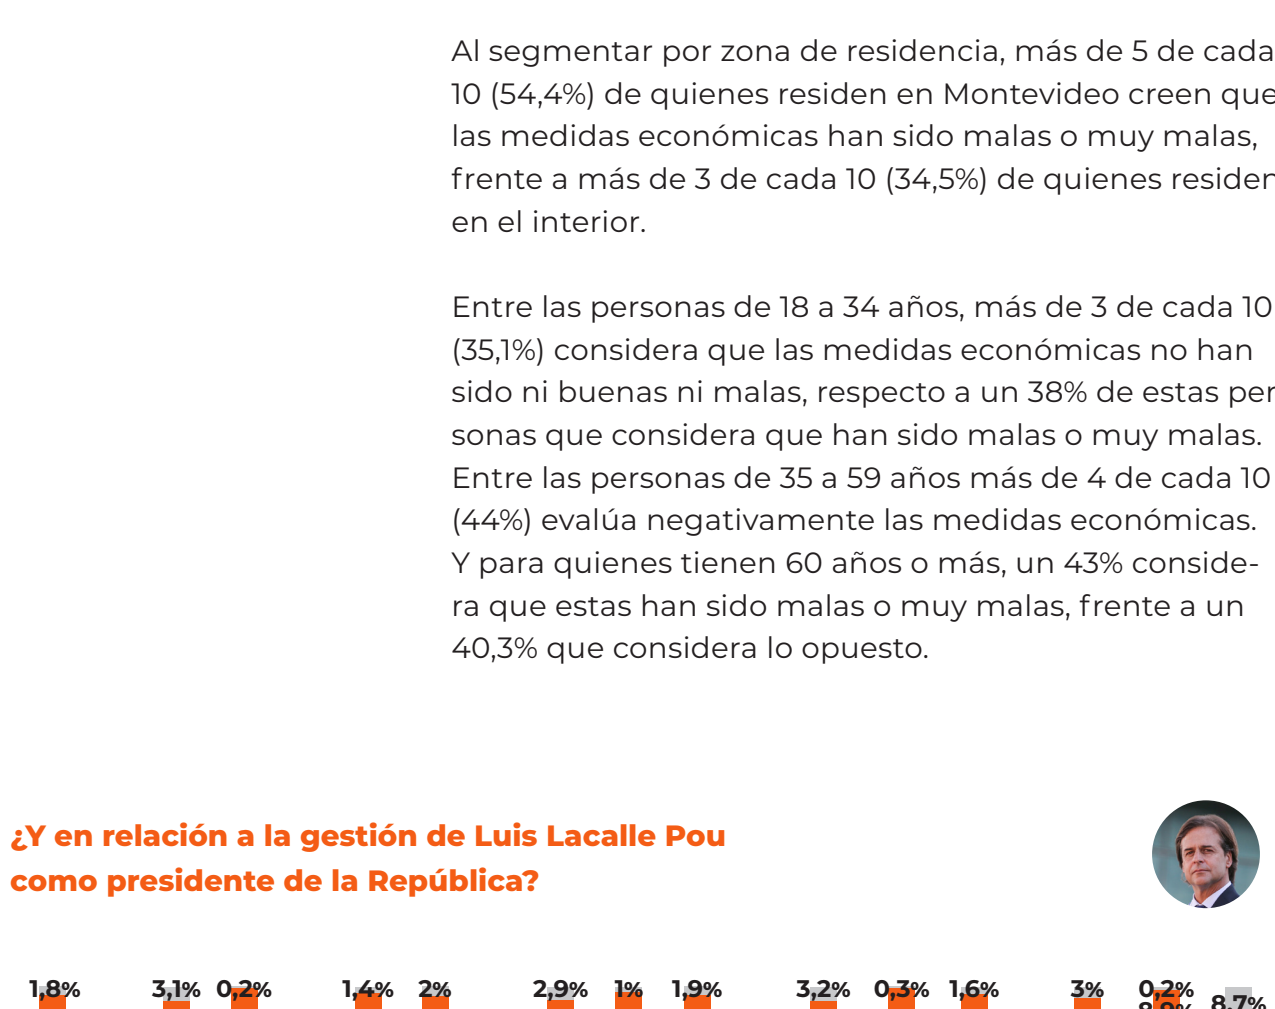 Al segmentar por zona de residencia, más de 5 de cada
10 (54,4%) de quienes residen en Montevideo creen que
las medidas económicas han sido malas o muy malas,
frente a más de 3 de cada 10 (34,5%) de quienes residen
en el interior.
Entre las personas de 18 a 34 años, más de 3 de cada 10
(35,1%) considera que las medidas económicas no han
sido ni buenas ni malas, respecto a un 38% de estas per
sonas que considera que han sido malas o muy malas.
Entre las personas de 35 a 59 años más de 4 de cada 10
(44%) evalúa negativamente las medidas económicas.
Y para quienes tienen 60 años o más, un 43% conside-
ra que estas han sido malas o muy malas, frente a un
40,3% que considera lo opuesto.
¿Y en relación a la gestión de Luis Lacalle Pou
como presidente de la República?
1,8% 3,1% 0,2% 1,4% 2% 2,9% 1% 1,9% 3,2% 0,3% 1,6% 3% 0,2%
8,7%